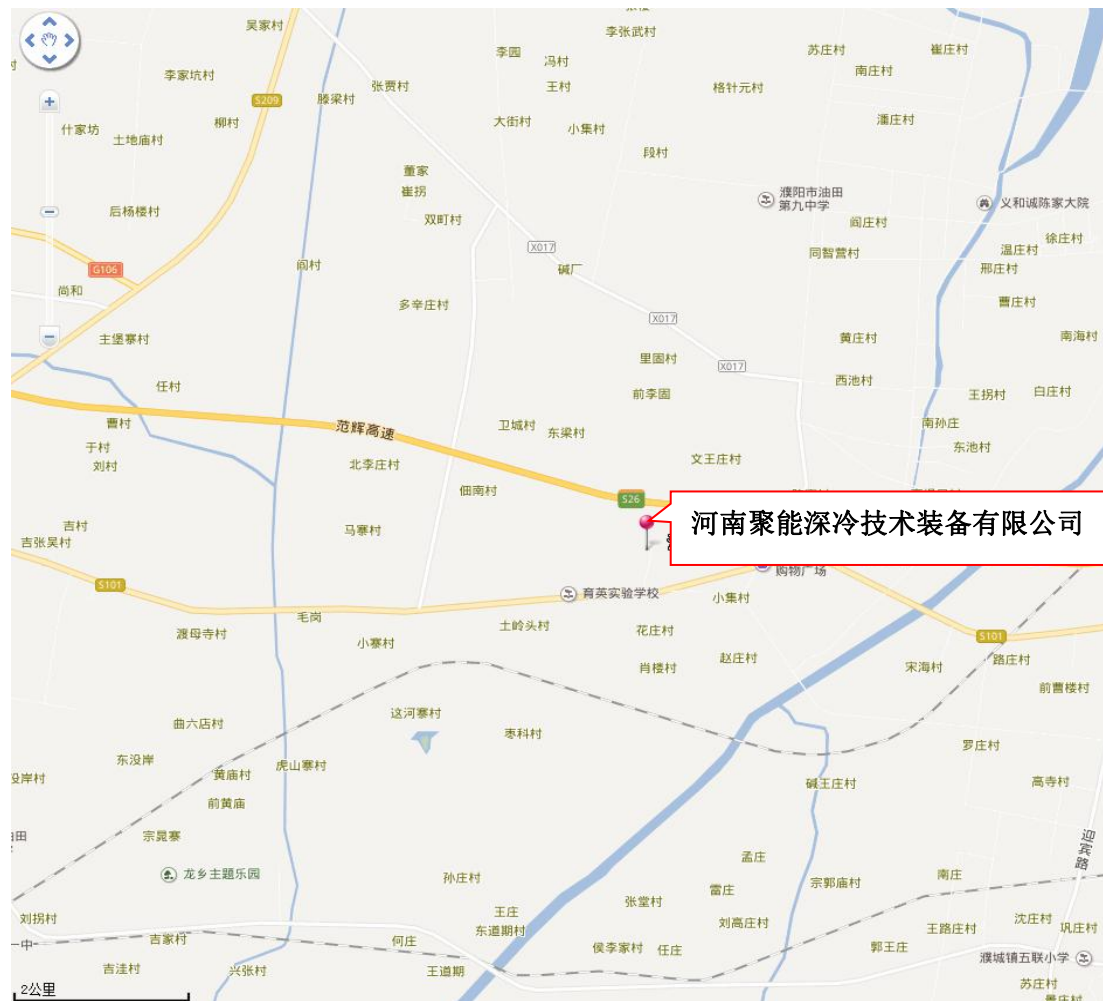 吴家村
李张武村
李园
冯村
苏庄村
崔庄村
南庄村
李家坑村
张贾村
王村
格针元村
S209
滕梁村
什家坊
柳村
大街村
小集村
潘庄村
土地庙村
段村
董家
崔拐
濮阳市油田
第九中学
义和诚陈家大院
后杨楼村
双町村
阎庄村
徐庄村
X017
同智营村
温庄村
G106
阎村
碱厂
邢庄村
尚和
多辛庄村
曹庄村
X017
主堡寨村
黄庄村
南海村
里固村
X017
任村
前李固
西池村
王拐村
白庄村
曹村
范辉高速
卫城村
东梁村
南孙庄
于村
东池村
刘村
北李庄村
文王庄村
佃南村
S26
吉村
马寨村
河南聚能深冷技术装备有限公司
吉张吴村
购物广场
S101
育英实验学校
小集村
毛岗
土岭头村
花庄村
S101
渡母寺村
小寨村
赵庄村
路庄村
肖楼村
宋海村
前曹楼村
这河寨村
曲六店村
枣科村
罗庄村
东没岸
虎山寨村
没岸村
黄庙村
碱王庄村
高寺村
前黄庙
宗晃寨
迎宾路
孟庄
龙乡主题乐园
孙庄村
雷庄
宗郭庙村
南庄
张堂村
刘拐村
王庄
沈庄村
东道期村
刘高庄村
王路庄村
巩庄村
一中
吉家村
何庄
侯李家村
任庄
郭王庄
濮城镇五联小学
吉洼村
兴张村
王道期
苏庄村
2公里